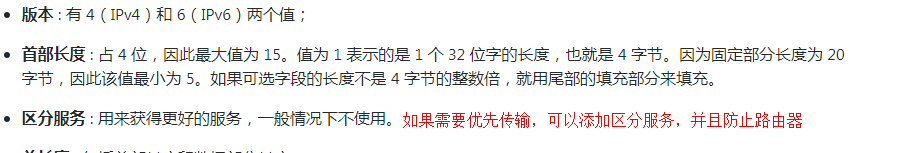 版本 : 有 4（IPv4）和 6（IPv6）两个值；
首部长度 : 占 4 位，因此最大值为 15。值为 1 表示的是 1 个 32 位字的长度，也就是 4 字节。因为固定部分长度为 20
字节，因此该值最小为 5。如果可选字段的长度不是 4 字节的整数倍，就用尾部的填充部分来填充。
区分服务 : 用来获得更好的服务，一般情况下不使用。如果需要优先传输，可以添加区分服务，并且防止路由器